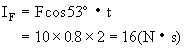 I_F = Fcos53°•t
= 10×0.8×2 = 16(N•s)